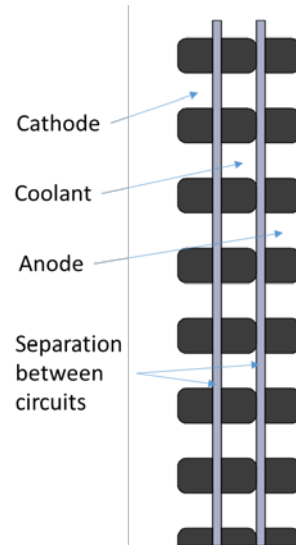 Cathode
Coolant
Anode
Separation
between
circuits